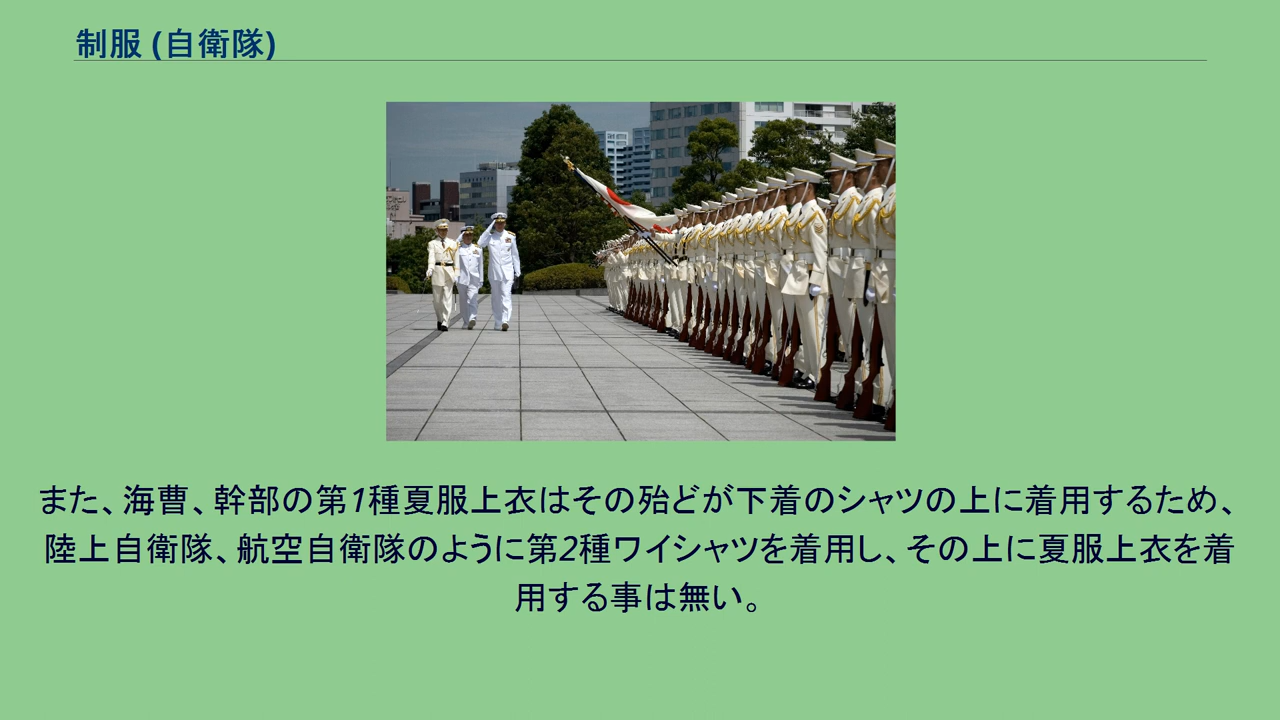 制服 (自衛隊)
また、海曹、幹部の第1種夏服上衣はその殆どが下着のシャツの上に着用するため、
陸上自衛隊、航空自衛隊のように第2種ワイシャツを着用し、その上に夏服上衣を着
用する事は無い。